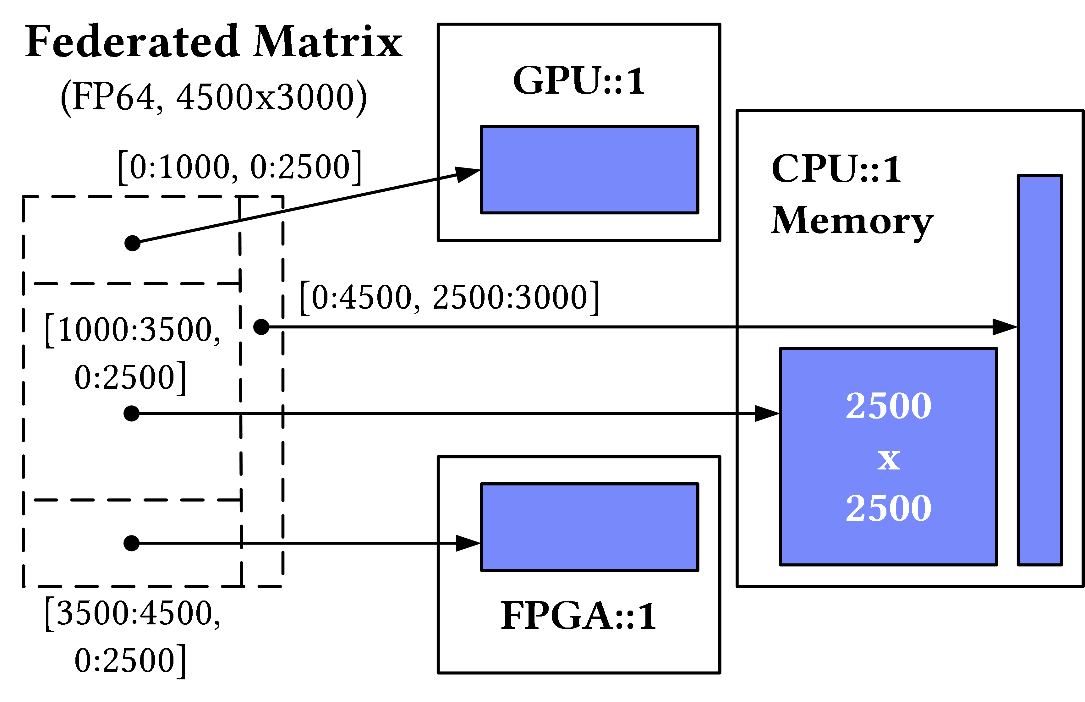 Federated Matrix
(FP64, 4500x3000)
[0:1000, 0:2500]
[1000:3500,
0:2500]
[3500:4500,
0:2500]
[0:4500, 2500:3000]
GPU::1
CPU::1
Memory
2500
x
2500
FPGA::1